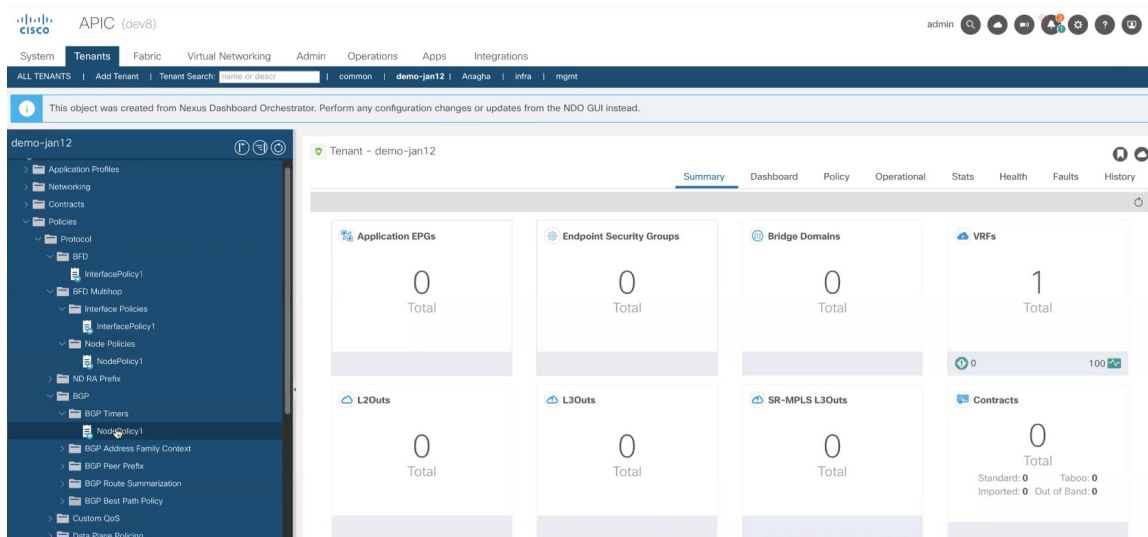 CISCO
APIC (dev8)
admin
System Tenants Fabric Virtual Networking Admin Operations Apps Integrations
ALL TENANTS | Add Tenant | Tenant Search: name or descr | common | demo-jan12 | Anagha | infra | mgmt
This object was created from Nexus Dashboard Orchestrator. Perform any configuration changes or updates from the NDO GUI instead.
demo-jan12
Application Profiles
Networking
Contracts
Policies
Protocol
BFD
InterfacePolicy1
BFD Multihop
Interface Policies
InterfacePolicy1
Node Policies
NodePolicy1
ND RA Prefix
BGP
BGP Timers
NodePolicy1
BGP Address Family Context
BGP Peer Prefix
BGP Route Summarization
BGP Best Path Policy
Custom QoS
Data Plane Policing
Tenant - demo-jan12
Summary Dashboard Policy Operational Stats Health Faults History
Application EPGs
0
Total
Endpoint Security Groups
0
Total
Bridge Domains
0
Total
VRFs
1
Total
0 100
L2Outs
0
Total
L3Outs
0
Total
SR-MPLS L3Outs
0
Total
Contracts
0
Total
Standard: 0 Taboo: 0
Imported: 0 Out of Band: 0